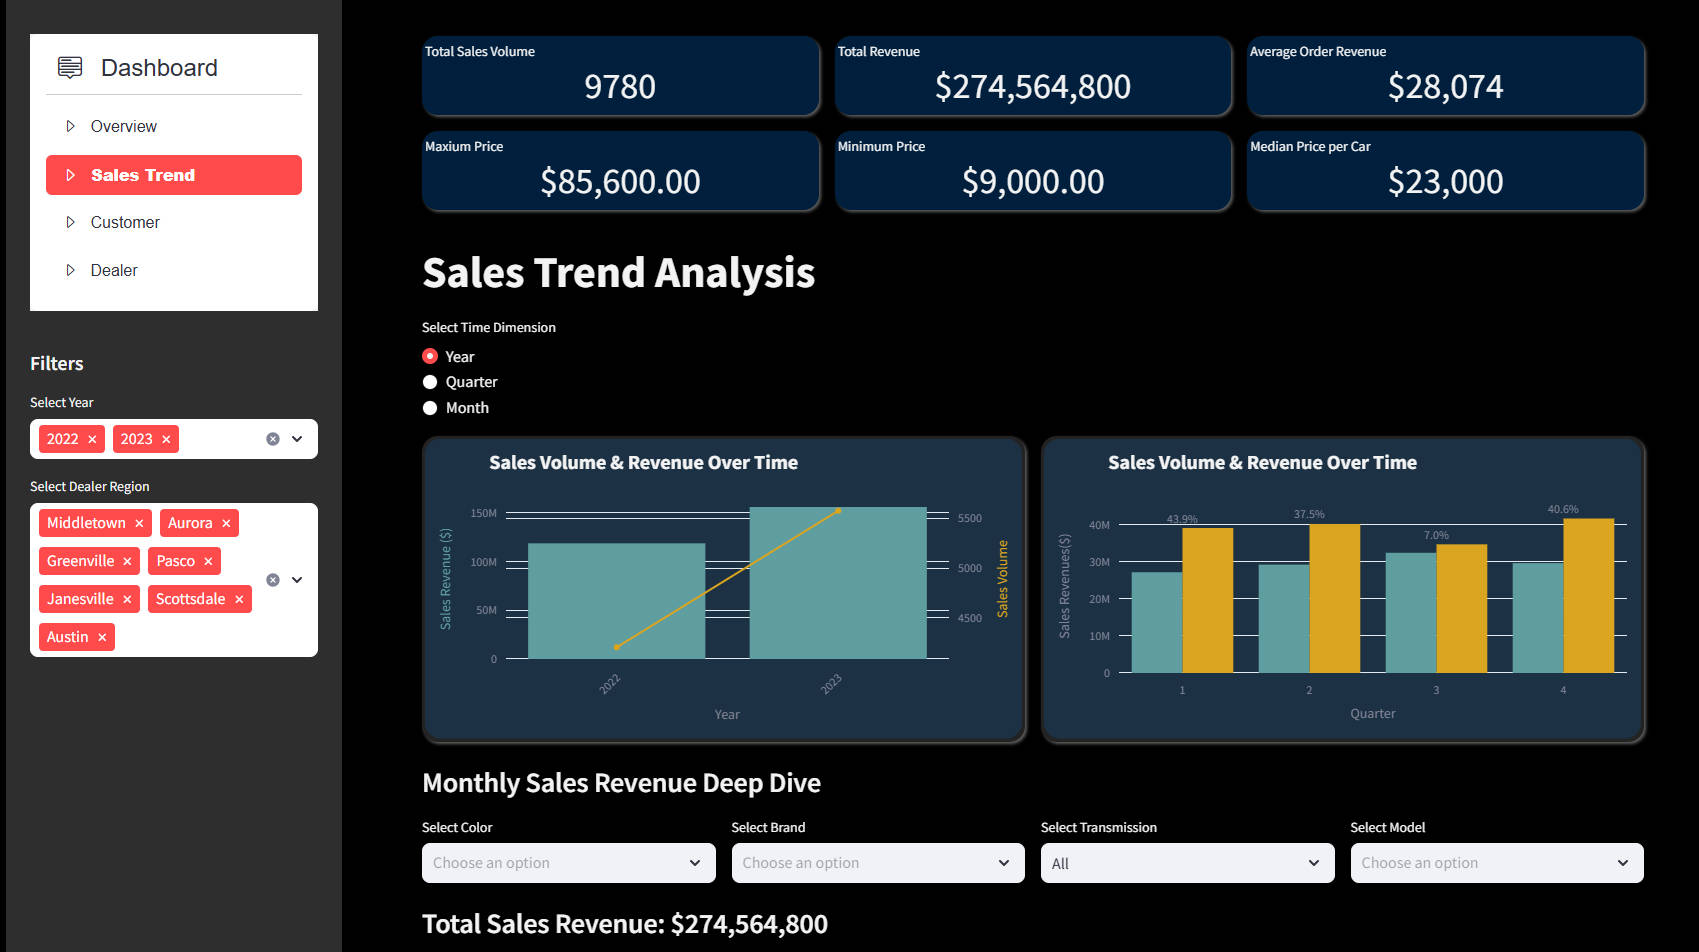 Dashboard
Overview
Sales Trend
Customer
Dealer
Filters
Select Year
2022 × 2023 ×
Select Dealer Region
Middletown × Aurora ×
Greenville × Pasco ×
Janesville × Scottsdale ×
Austin ×
Total Sales Volume
9780
Total Revenue
$274,564,800
Average Order Revenue
$28,074
Maxium Price
$85,600.00
Minimum Price
$9,000.00
Median Price per Car
$23,000
Sales Trend Analysis
Select Time Dimension
Year
Quarter
Month
Sales Volume & Revenue Over Time
Sales Revenue ($)
150M
100M
50M
0
5500
5000
4500
Sales Volume
2022
2023
Year
Sales Volume & Revenue Over Time
Sales Revenues($)
40M
30M
20M
10M
0
43.9%
37.5%
7.0%
40.6%
1
2
3
4
Quarter
Monthly Sales Revenue Deep Dive
Select Color
Choose an option
Select Brand
Choose an option
Select Transmission
All
Select Model
Choose an option
Total Sales Revenue: $274,564,800